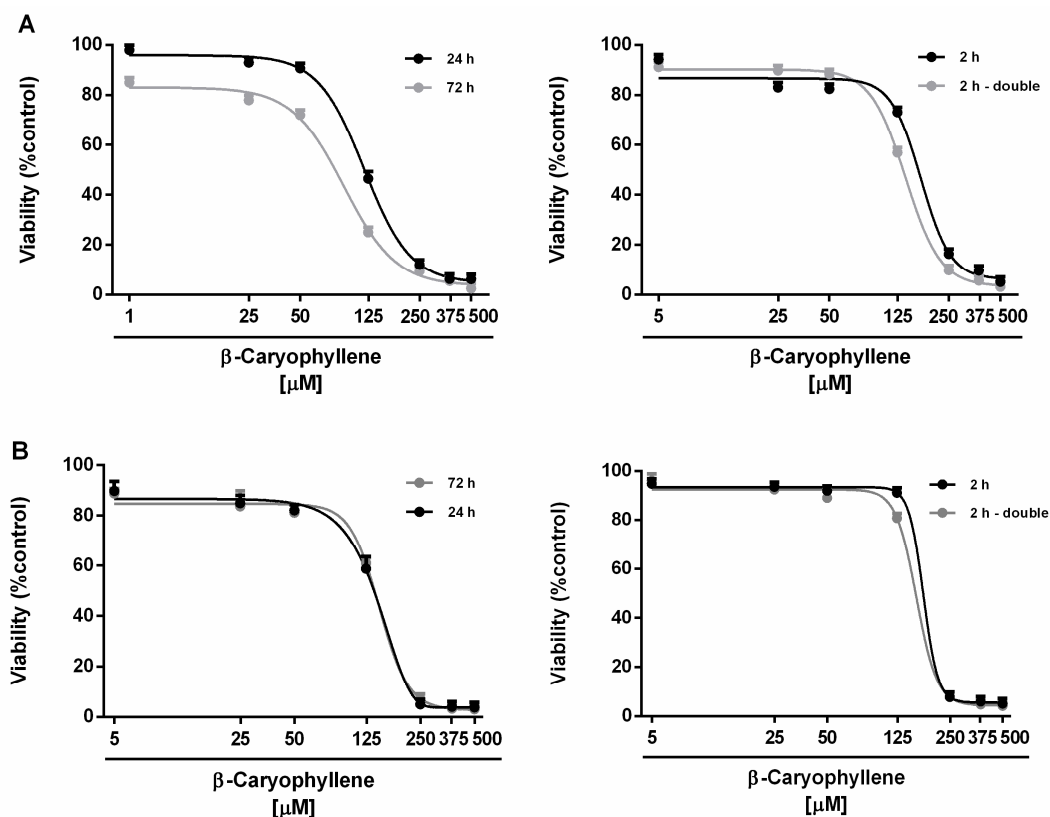 A
Viability (%control)
100
80
60
40
20
0
24 h
72 h
1 25 50 125 250 375 500
β-Caryophyllene
[µM]
Viability (%control)
100
80
60
40
20
0
2 h
2 h - double
5 25 50 125 250 375 500
β-Caryophyllene
[µM]
B
Viability (%control)
100
80
60
40
20
0
72 h
24 h
5 25 50 125 250 375 500
β-Caryophyllene
[µM]
Viability (%control)
100
80
60
40
20
0
2 h
2 h - double
5 25 50 125 250 375 500
β-Caryophyllene
[µM]